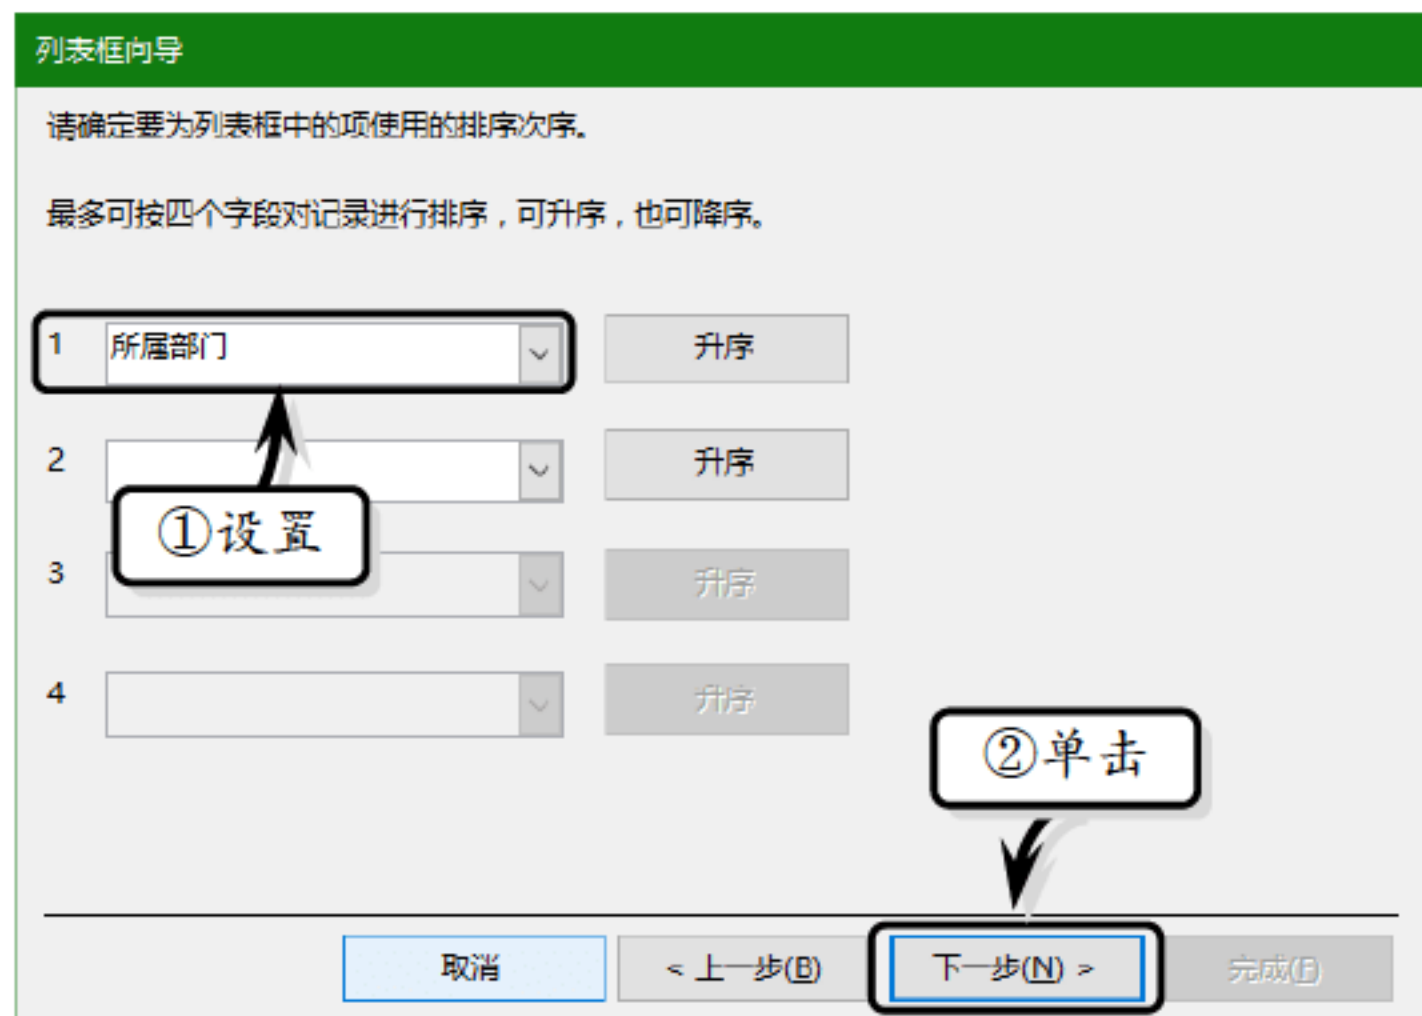 列表框向导
请确定要为列表框中的项使用的排序次序。
最多可按四个字段对记录进行排序，可升序，也可降序。
1 所属部门 升序
2 升序
①设置
3 升序
4 升序
②单击
取消 < 上一步(B) 下一步(N) > 完成(F)